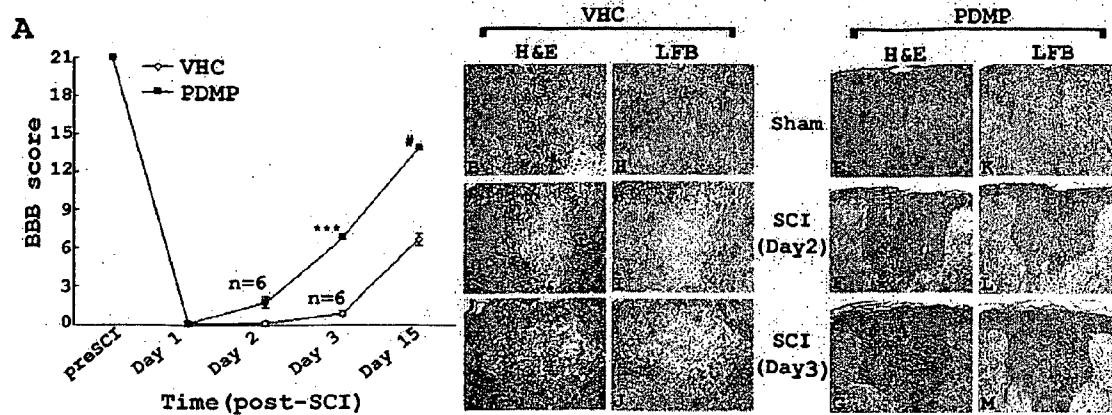 A
21
18
15
12
9
6
3
0
BBB score
VHC
PDMP
n=6
n=6
***
#
preSCI
Day 1
Day 2
Day 3
Day 15
Time(post-SCI)
VHC
H&E LFB
H
J
Sham
SCI
(Day2)
SCI
(Day3)
PDMP
H&E LFB
K
L
G
M